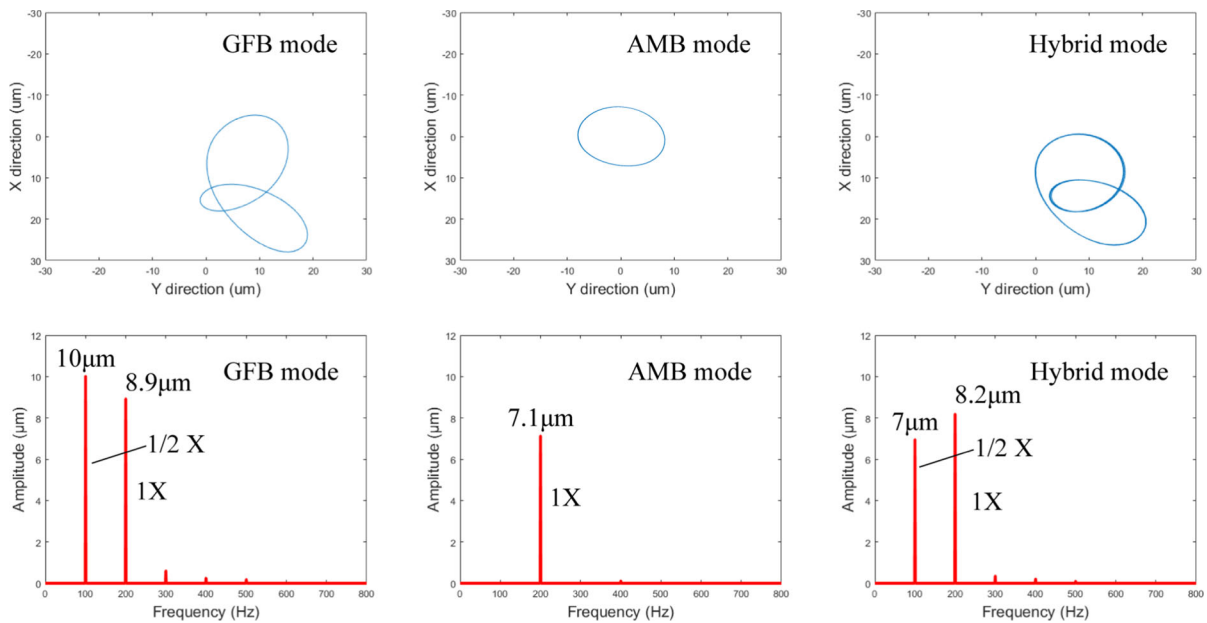 GFB mode
-30
-20
-10
0
10
20
30
X direction (um)
-30 -20 -10 0 10 20 30
Y direction (um)
AMB mode
-30
-20
-10
0
10
20
30
X direction (um)
-30 -20 -10 0 10 20 30
Y direction (um)
Hybrid mode
-30
-20
-10
0
10
20
30
X direction (um)
-30 -20 -10 0 10 20 30
Y direction (um)
GFB mode
10μm
8.9μm
1/2 X
1X
12
10
8
6
4
2
0
Amplitude (μm)
0 100 200 300 400 500 600 700 800
Frequency (Hz)
AMB mode
7.1μm
1X
12
10
8
6
4
2
0
Amplitude (μm)
0 100 200 300 400 500 600 700 800
Frequency (Hz)
Hybrid mode
8.2μm
7μm
1/2 X
1X
12
10
8
6
4
2
0
Amplitude (μm)
0 100 200 300 400 500 600 700 800
Frequency (Hz)